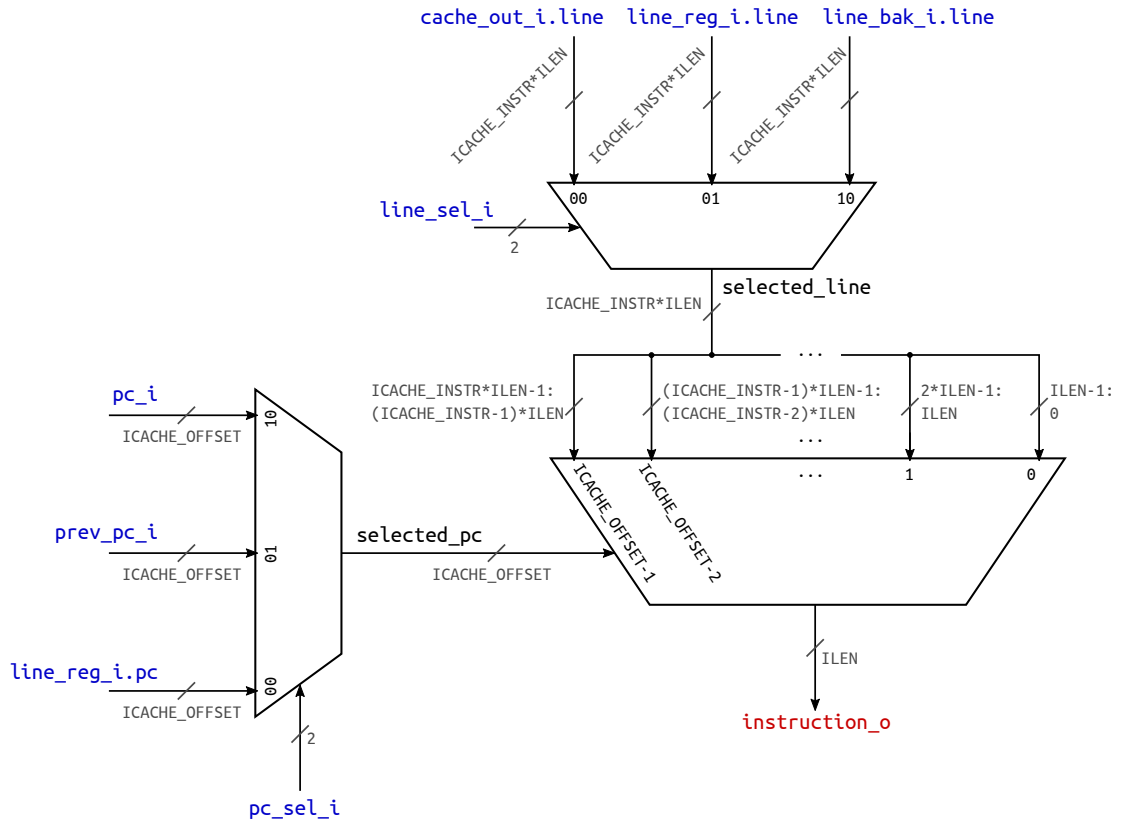 cache_out_i.line line_reg_i.line line_bak_i.line
ICACHE_INSTR*ILEN ICACHE_INSTR*ILEN ICACHE_INSTR*ILEN
00 01 10
line_sel_i
2
selected_line
ICACHE_INSTR*ILEN
...
ICACHE_INSTR*ILEN-1:
(ICACHE_INSTR-1)*ILEN
(ICACHE_INSTR-1)*ILEN-1:
(ICACHE_INSTR-2)*ILEN
2*ILEN-1:
ILEN
ILEN-1:
0
...
ICACHE_OFFSET-1 ICACHE_OFFSET-2 ... 1 0
pc_i
ICACHE_OFFSET
10
prev_pc_i
ICACHE_OFFSET
01
selected_pc
ICACHE_OFFSET
line_reg_i.pc
ICACHE_OFFSET
00
2
pc_sel_i
ILEN
instruction_o